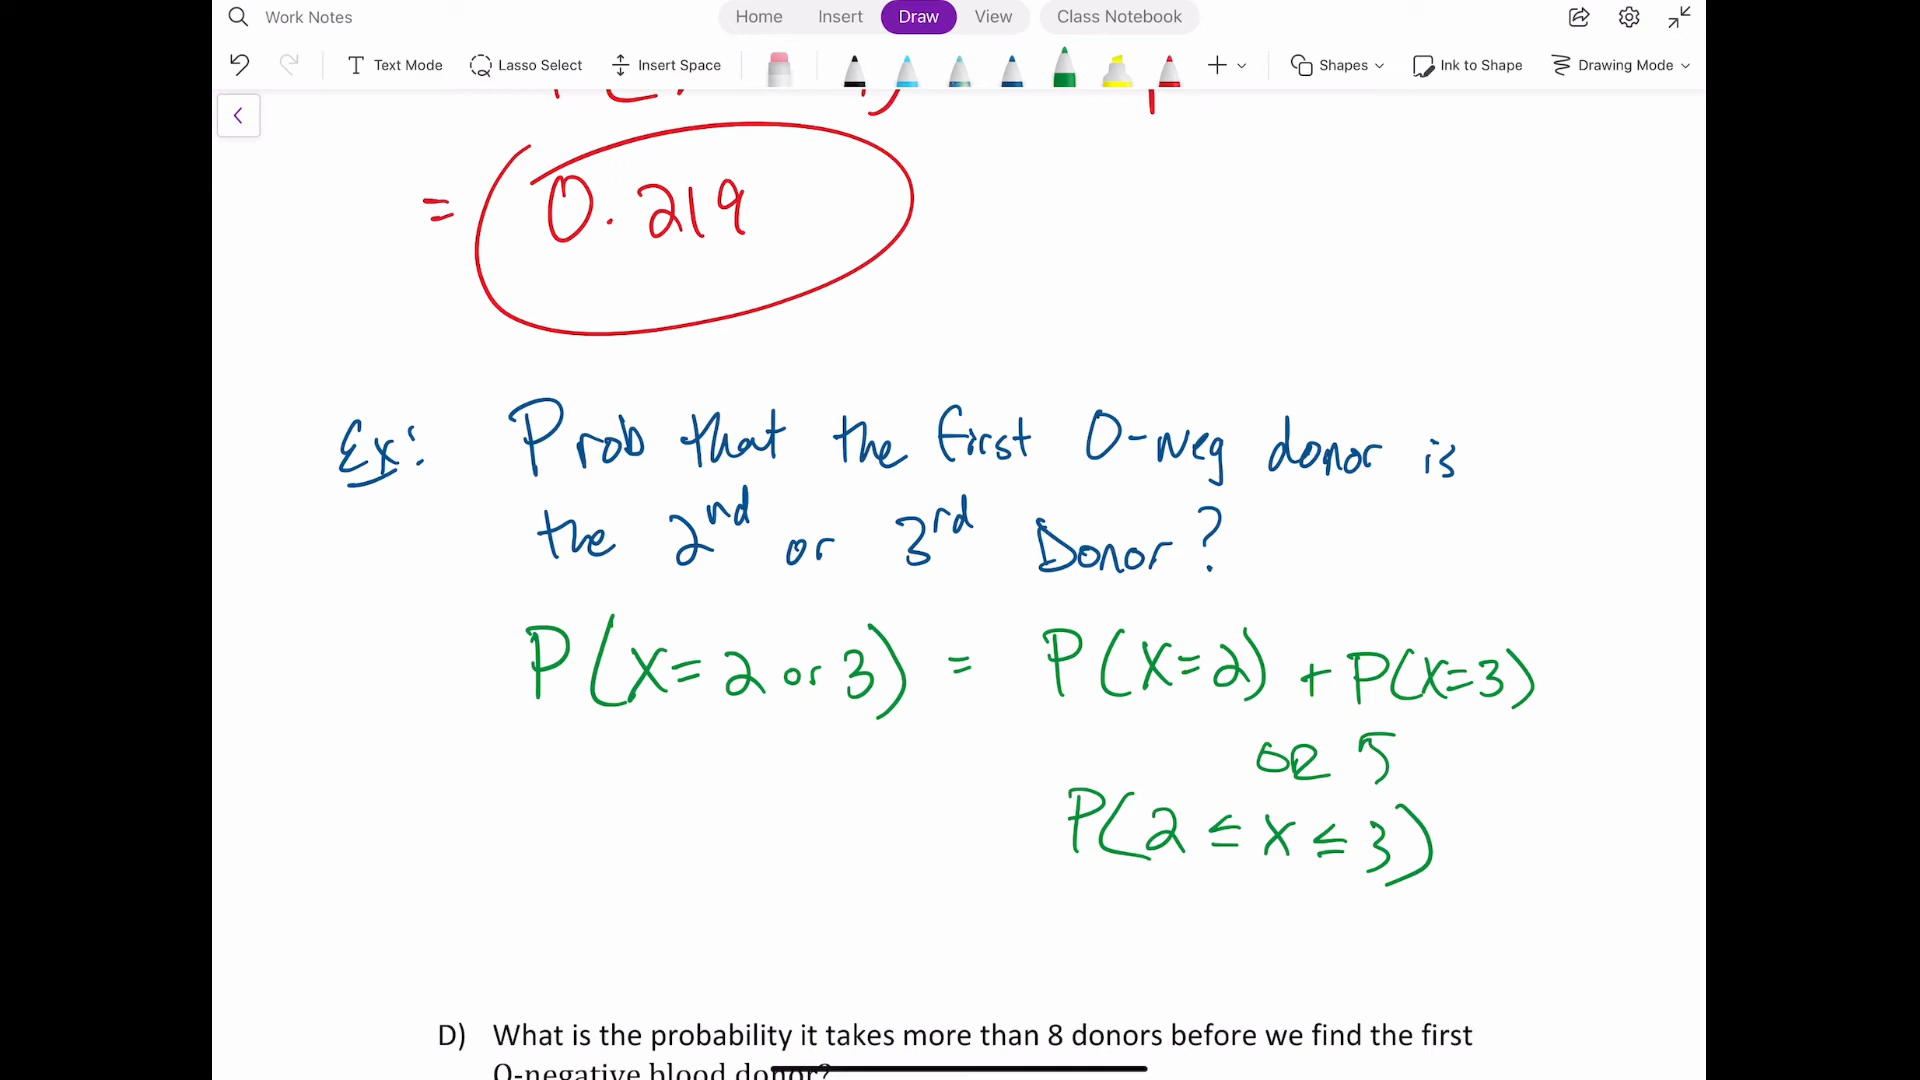 Work Notes
Home Insert Draw View Class Notebook
Text Mode Lasso Select Insert Space Shapes Ink to Shape Drawing Mode
= 0.219
Ex: Prob that the first O-neg donor is
the 2nd or 3rd Donor?
P(X=2 or 3) = P(X=2) + P(X=3)
OR
P(2 ≤ X ≤ 3)
D) What is the probability it takes more than 8 donors before we find the first
O-negative blood donor?